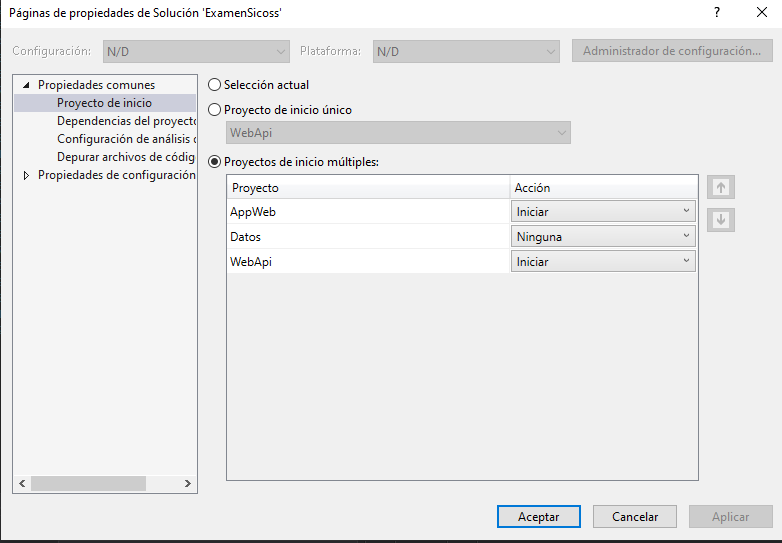 Páginas de propiedades de Solución 'ExamenSicoss'
?
Configuración: N/D Plataforma: N/D Administrador de configuración...
Propiedades comunes
Proyecto de inicio
Dependencias del proyecto
Configuración de análisis d
Depurar archivos de códig
Propiedades de configuración
Selección actual
Proyecto de inicio único
WebApi
Proyectos de inicio múltiples:
Proyecto Acción
AppWeb Iniciar
Datos Ninguna
WebApi Iniciar
Aceptar Cancelar Aplicar